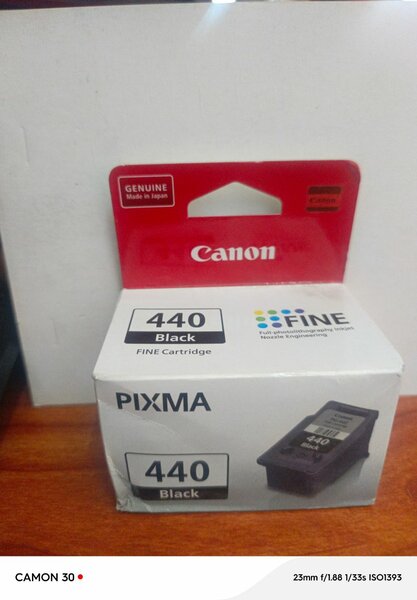 GENUINE
Made in Japan
Canon
Canon
440
Black
FINE Cartridge
FINE
Full-photolithography Inkjet
Nozzle Engineering
PIXMA
Canon
440
Black
440
Black
CAMON 30
23mm f/1.88 1/33s ISO1393